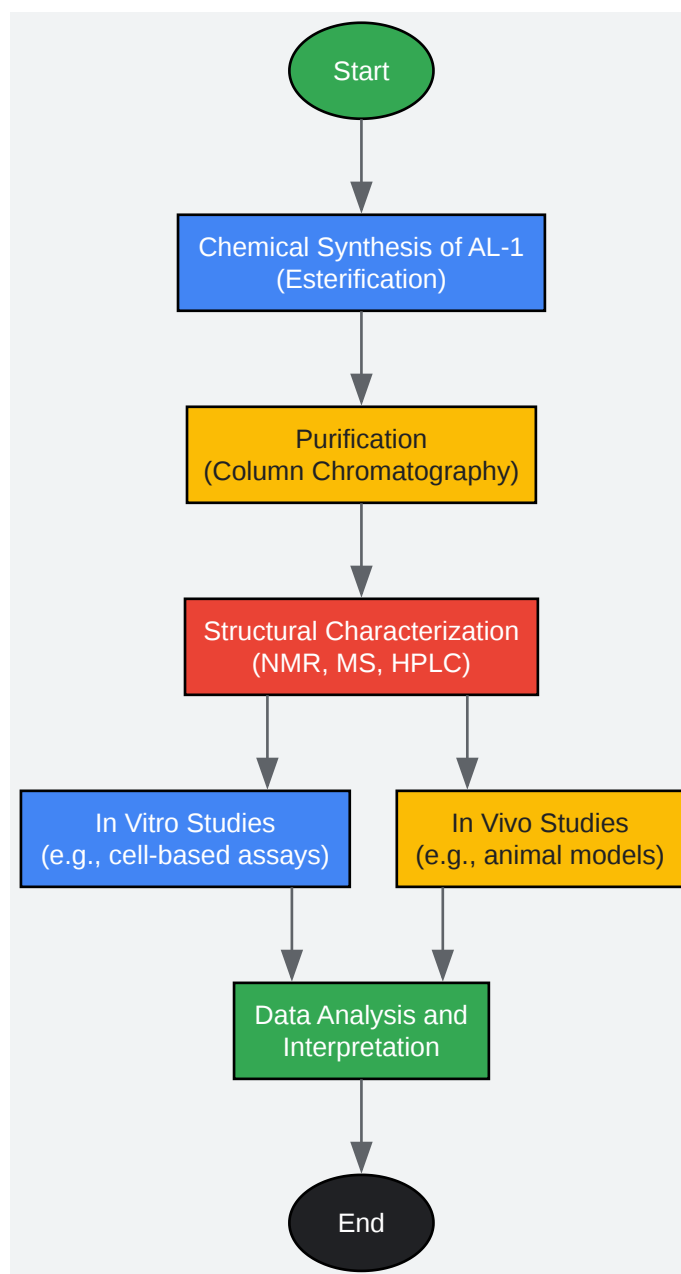 Start
Chemical Synthesis of AL-1
(Esterification)
Purification
(Column Chromatography)
Structural Characterization
(NMR, MS, HPLC)
In Vitro Studies
(e.g., cell-based assays)
In Vivo Studies
(e.g., animal models)
Data Analysis and
Interpretation
End